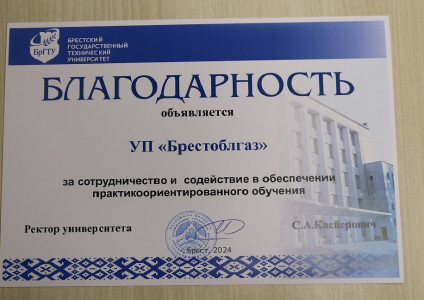 БрГТУ
БРЕСТСКИЙ
ГОСУДАРСТВЕННЫЙ
ТЕХНИЧЕСКИЙ
УНИВЕРСИТЕТ
БЛАГОДАРНОСТЬ
объявляется
УП «Брестоблгаз»
за сотрудничество и содействие в обеспечении
практикоориентированного обучения
Ректор университета
С.А.Касперович
Брест, 2024